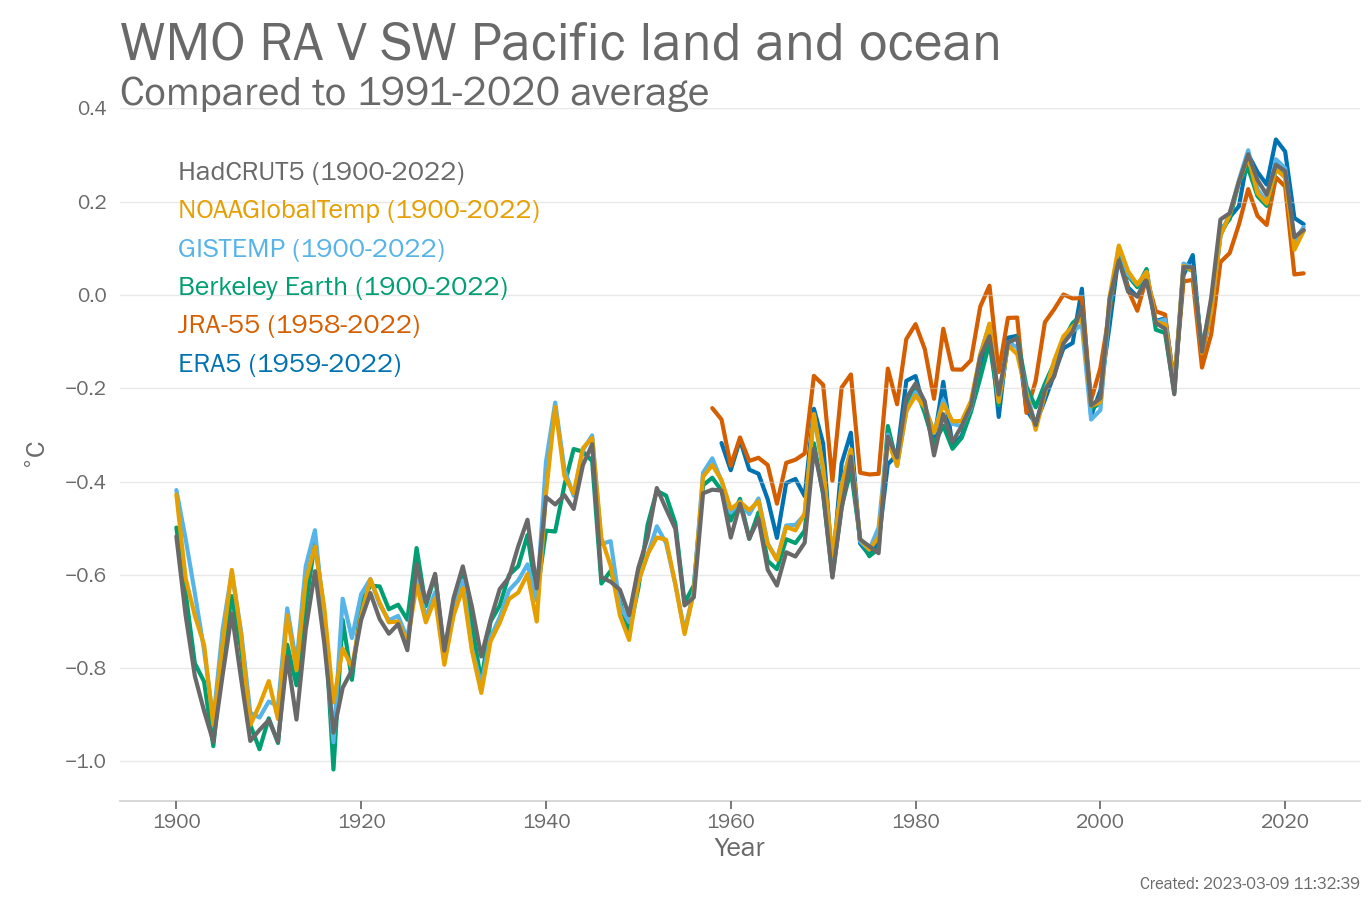 WMO RA V SW Pacific land and ocean
Compared to 1991-2020 average
HadCRUT5 (1900-2022)
NOAAGlobalTemp (1900-2022)
GISTEMP (1900-2022)
Berkeley Earth (1900-2022)
JRA-55 (1958-2022)
ERA5 (1959-2022)
°C
0.4
0.2
0.0
−0.2
−0.4
−0.6
−0.8
−1.0
1900 1920 1940 1960 1980 2000 2020
Year
Created: 2023-03-09 11:32:39